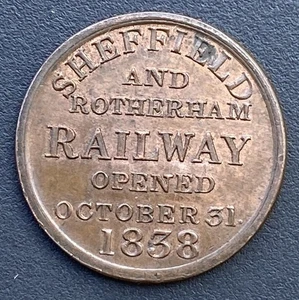 SHEFFIELD
AND
ROTHERHAM
RAILWAY
OPENED
OCTOBER 31.
1838